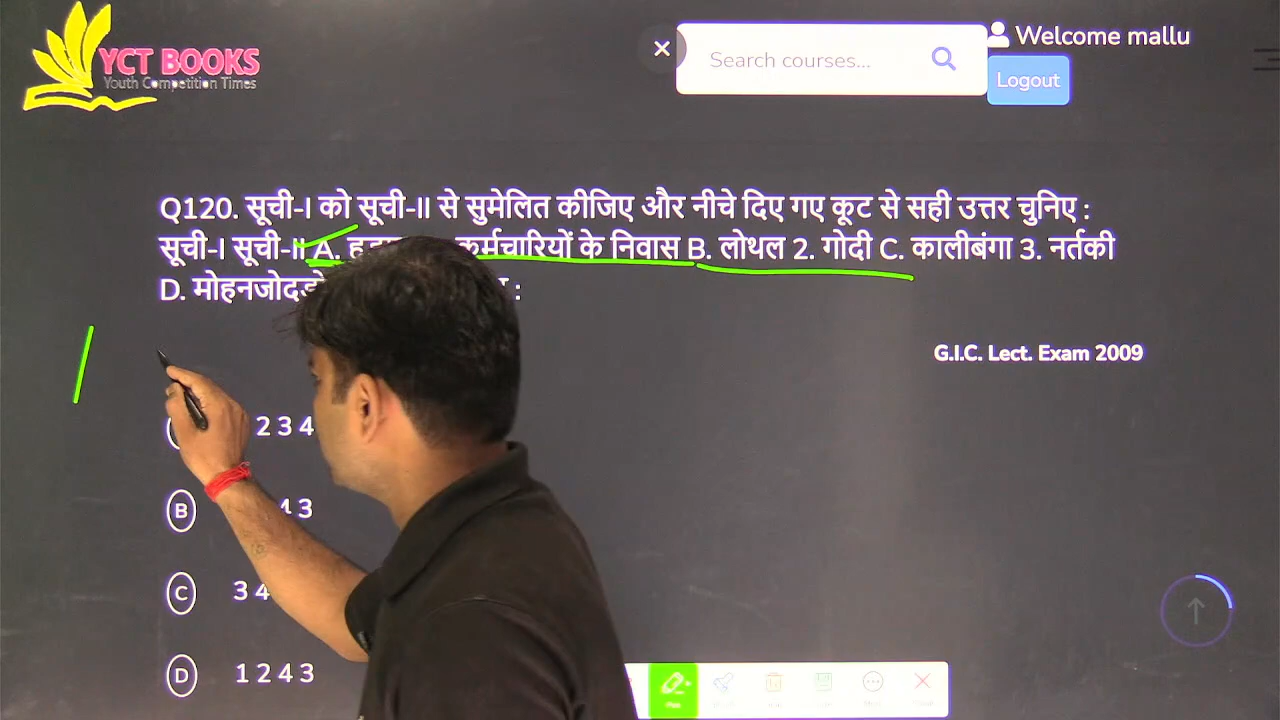 YCT BOOKS
Youth Competition Times
Search courses...
Welcome mallu
Logout
Q120. सूची-I को सूची-II से सुमेलित कीजिए और नीचे दिए गए कूट से सही उत्तर चुनिए :
सूची-I सूची-II A. कर्मचारियों के निवास B. लोथल 2. गोदी C. कालीबंगा 3. नर्तकी
D. :
G.I.C. Lect. Exam 2009
2 3 4
B 4 3
C 3 4
D 1 2 4 3